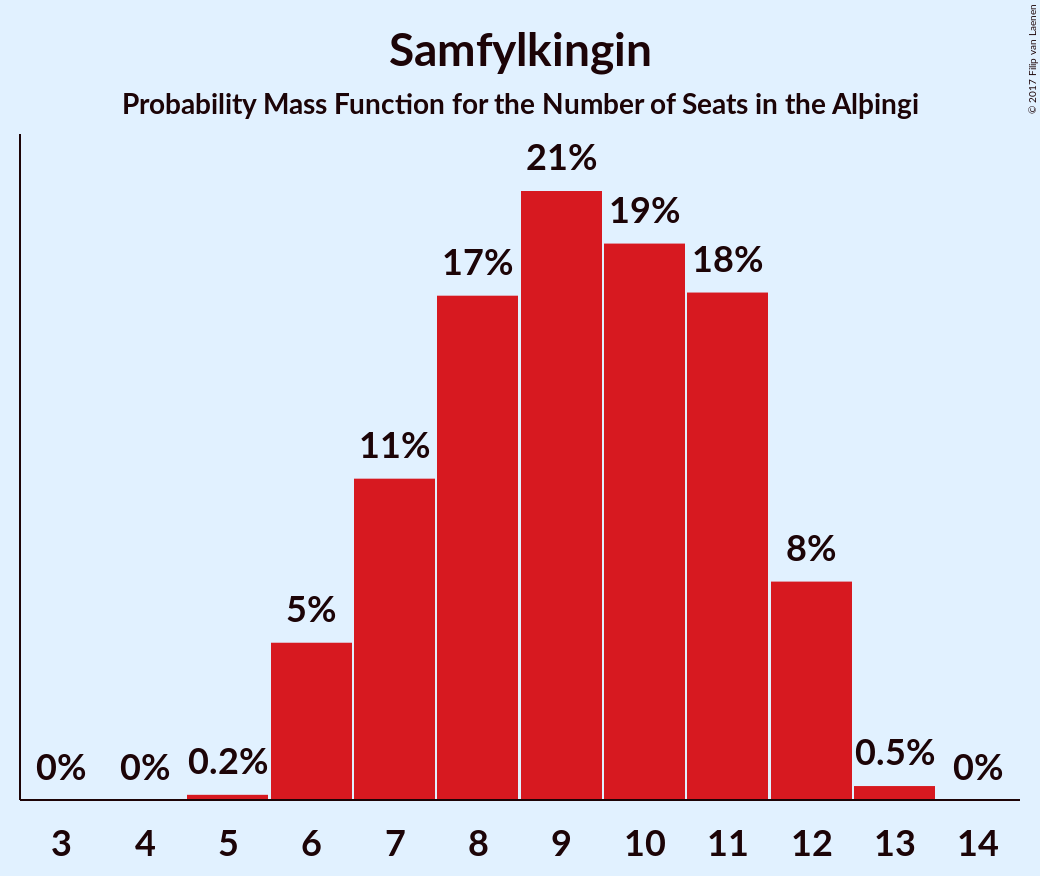 Samfylkingin
Probability Mass Function for the Number of Seats in the Alþingi
© 2017 Filip van Laenen
0% 0% 0.2% 5% 11% 17% 21% 19% 18% 8% 0.5% 0%
3 4 5 6 7 8 9 10 11 12 13 14